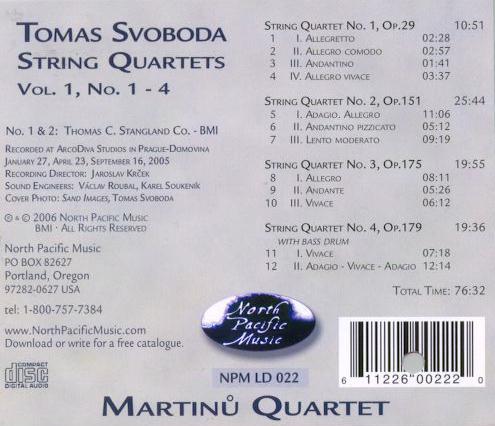 Tomas Svoboda
String Quartets
Vol. 1, No. 1 - 4
No. 1 & 2: Thomas C. Stangland Co. - BMI
Recorded at ArcoDiva Studios in Prague-Domovina
January 27, April 23, September 16, 2005
Recording Director: Jaroslav Krček
Sound Engineers: Václav Roubal, Karel Soukeník
Cover Photo: Sand Images, Tomas Svoboda
℗ & © 2006 North Pacific Music
BMI · All Rights Reserved
North Pacific Music
PO BOX 82627
Portland, Oregon
97282-0627 USA
tel: 1-800-757-7384
www.NorthPacificMusic.com
Download or write for a free catalogue.
COMPACT
disc
DIGITAL AUDIO
String Quartet No. 1, Op.29 10:51
1 I. Allegretto 02:28
2 II. Allegro comodo 02:57
3 III. Andantino 01:41
4 IV. Allegro vivace 03:37
String Quartet No. 2, Op.151 25:44
5 I. Adagio. Allegro 11:06
6 II. Andantino pizzicato 05:12
7 III. Lento moderato 09:19
String Quartet No. 3, Op.175 19:55
8 I. Allegro 08:11
9 II. Andante 05:26
10 III. Vivace 06:12
String Quartet No. 4, Op.179 19:36
with bass drum
11 I. Vivace 07:18
12 II. Adagio - Vivace - Adagio 12:14
Total Time: 76:32
North
Pacific
Music
NPM LD 022
6 11226 00222 0
Martinů Quartet